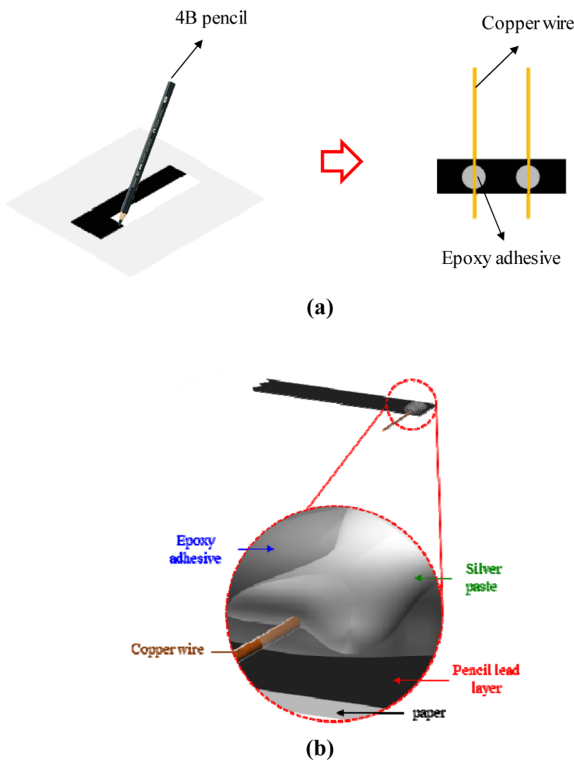 4B pencil
Copper wire
Epoxy adhesive
(a)
Epoxy
adhesive
Silver
paste
Copper wire
Pencil lead
layer
paper
(b)